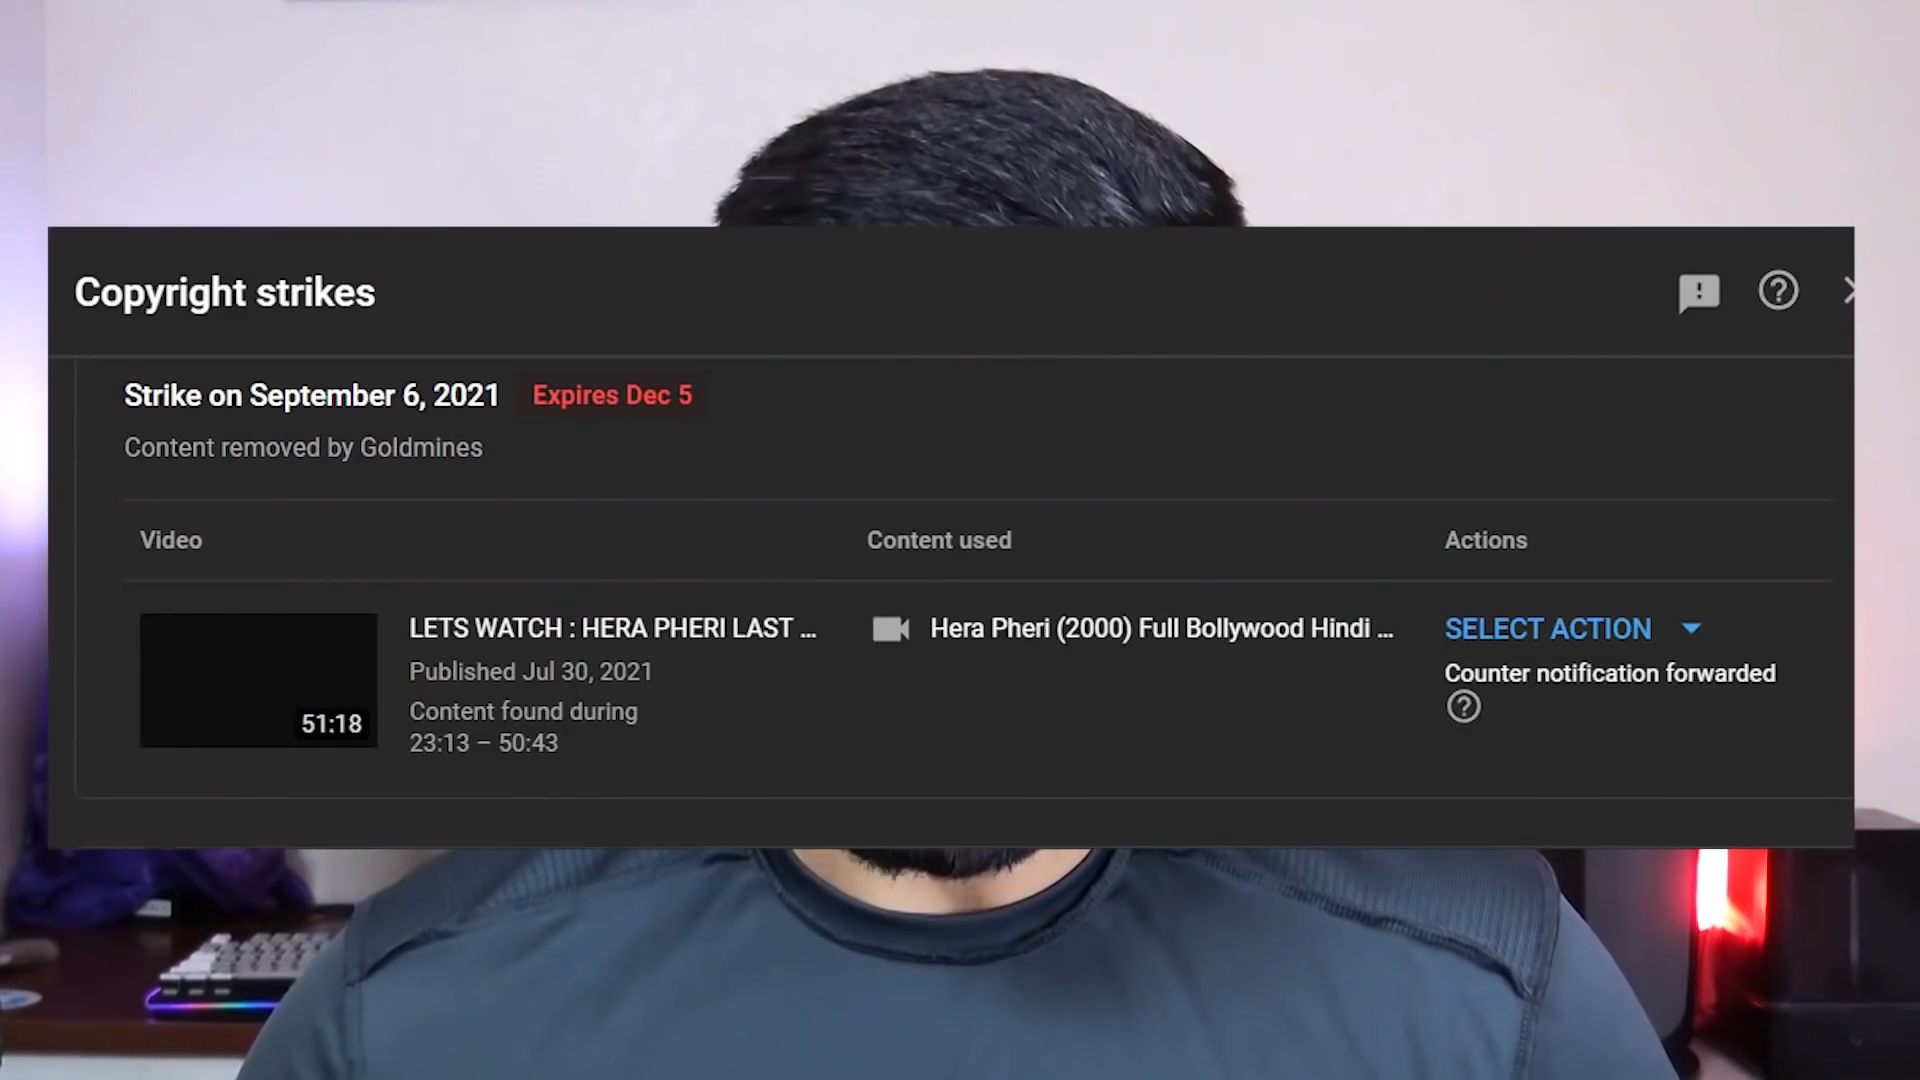 Copyright strikes
Strike on September 6, 2021 Expires Dec 5
Content removed by Goldmines
Video Content used Actions
LETS WATCH : HERA PHERI LAST ... Hera Pheri (2000) Full Bollywood Hindi ... SELECT ACTION
Published Jul 30, 2021 Counter notification forwarded
Content found during
23:13 – 50:43
51:18